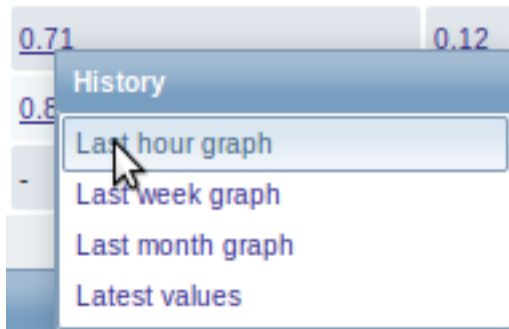 0.71 0.12
History
0.8
Last hour graph
-
Last week graph
Last month graph
Latest values